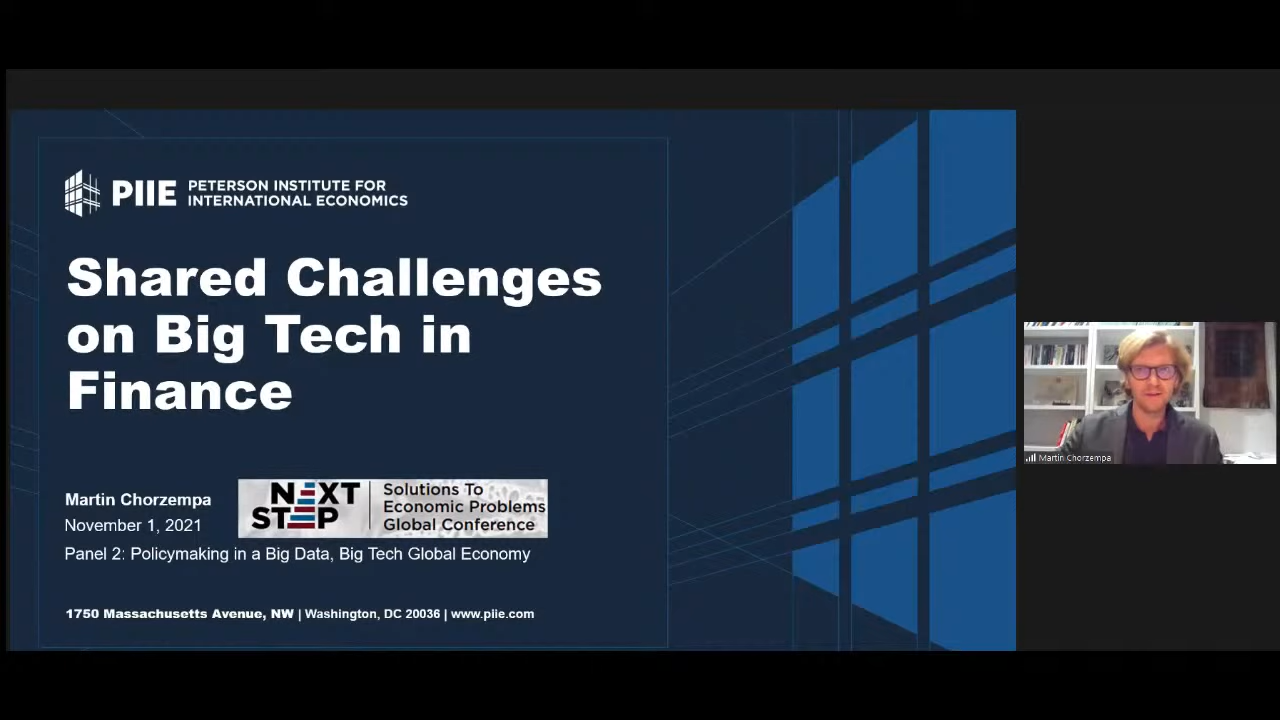 PIIE PETERSON INSTITUTE FOR
INTERNATIONAL ECONOMICS
Shared Challenges
on Big Tech in
Finance
Martin Chorzempa
November 1, 2021
NEXT
STEP
Solutions To
Economic Problems
Global Conference
Panel 2: Policymaking in a Big Data, Big Tech Global Economy
1750 Massachusetts Avenue, NW | Washington, DC 20036 | www.piie.com
Martin Chorzempa